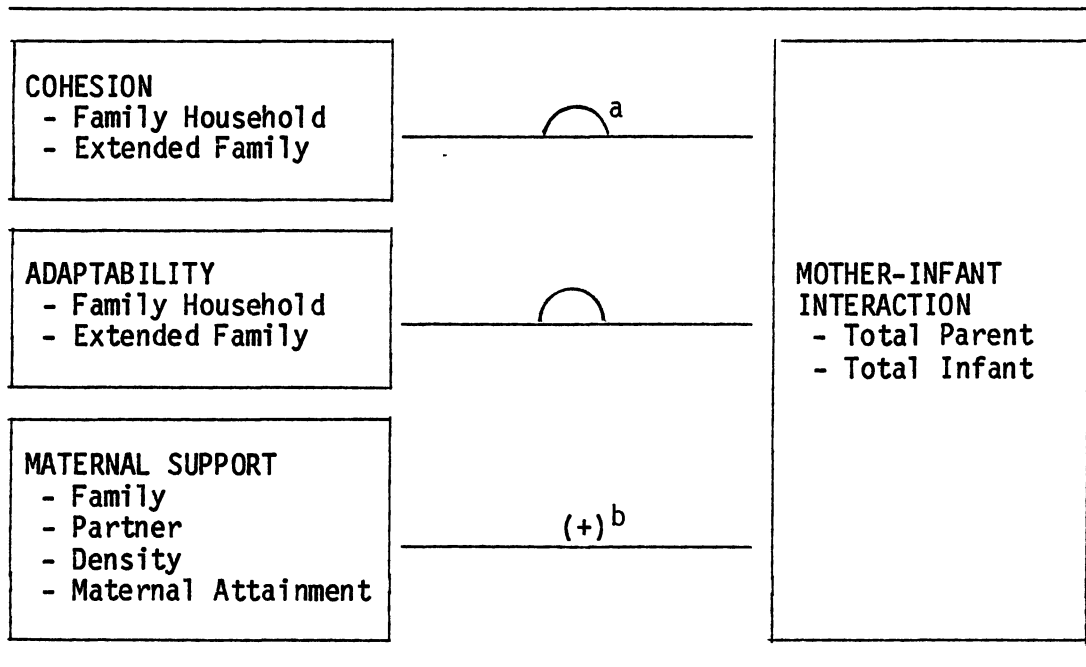 COHESION
- Family Household
- Extended Family
a
ADAPTABILITY
- Family Household
- Extended Family
MATERNAL SUPPORT
- Family
- Partner
- Density
- Maternal Attainment
(+)b
MOTHER-INFANT
INTERACTION
- Total Parent
- Total Infant